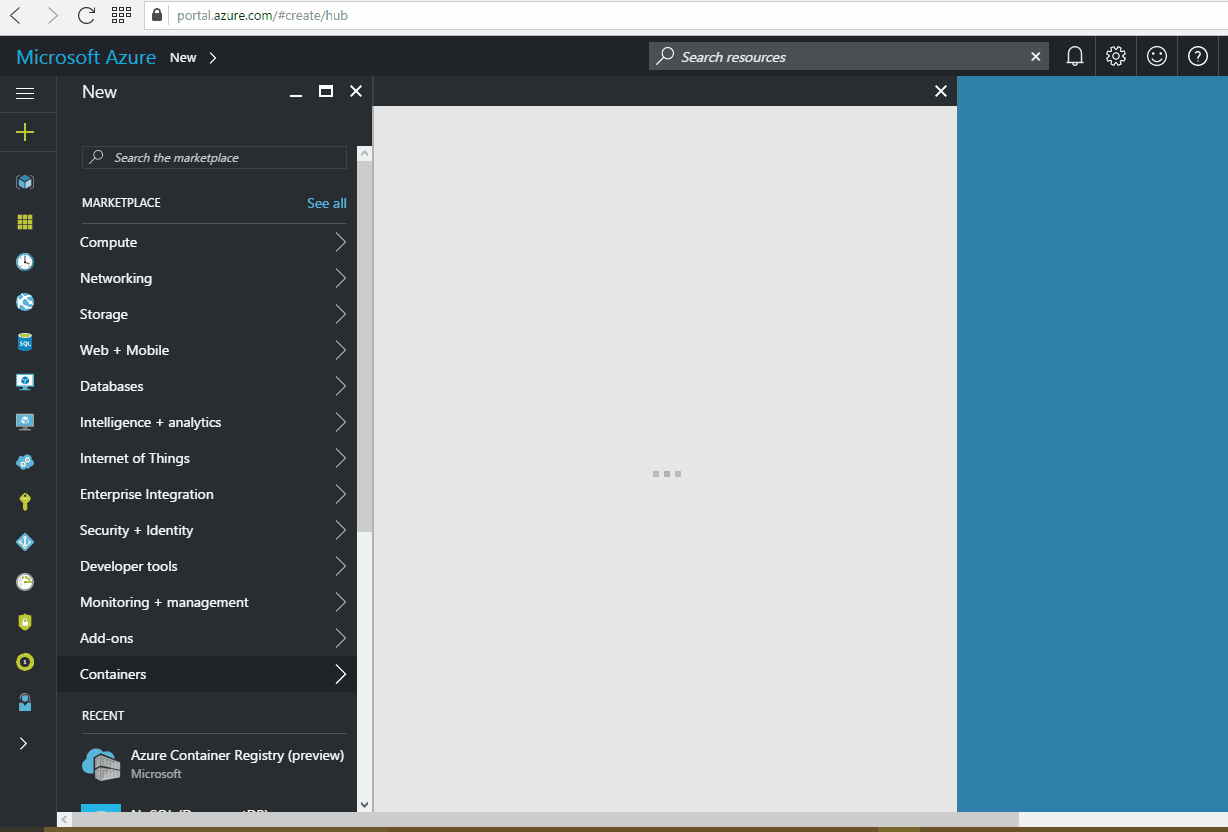 portal.azure.com/#create/hub
Microsoft Azure New
Search resources
New
Search the marketplace
MARKETPLACE See all
Compute
Networking
Storage
Web + Mobile
Databases
Intelligence + analytics
Internet of Things
Enterprise Integration
Security + Identity
Developer tools
Monitoring + management
Add-ons
Containers
RECENT
Azure Container Registry (preview)
Microsoft